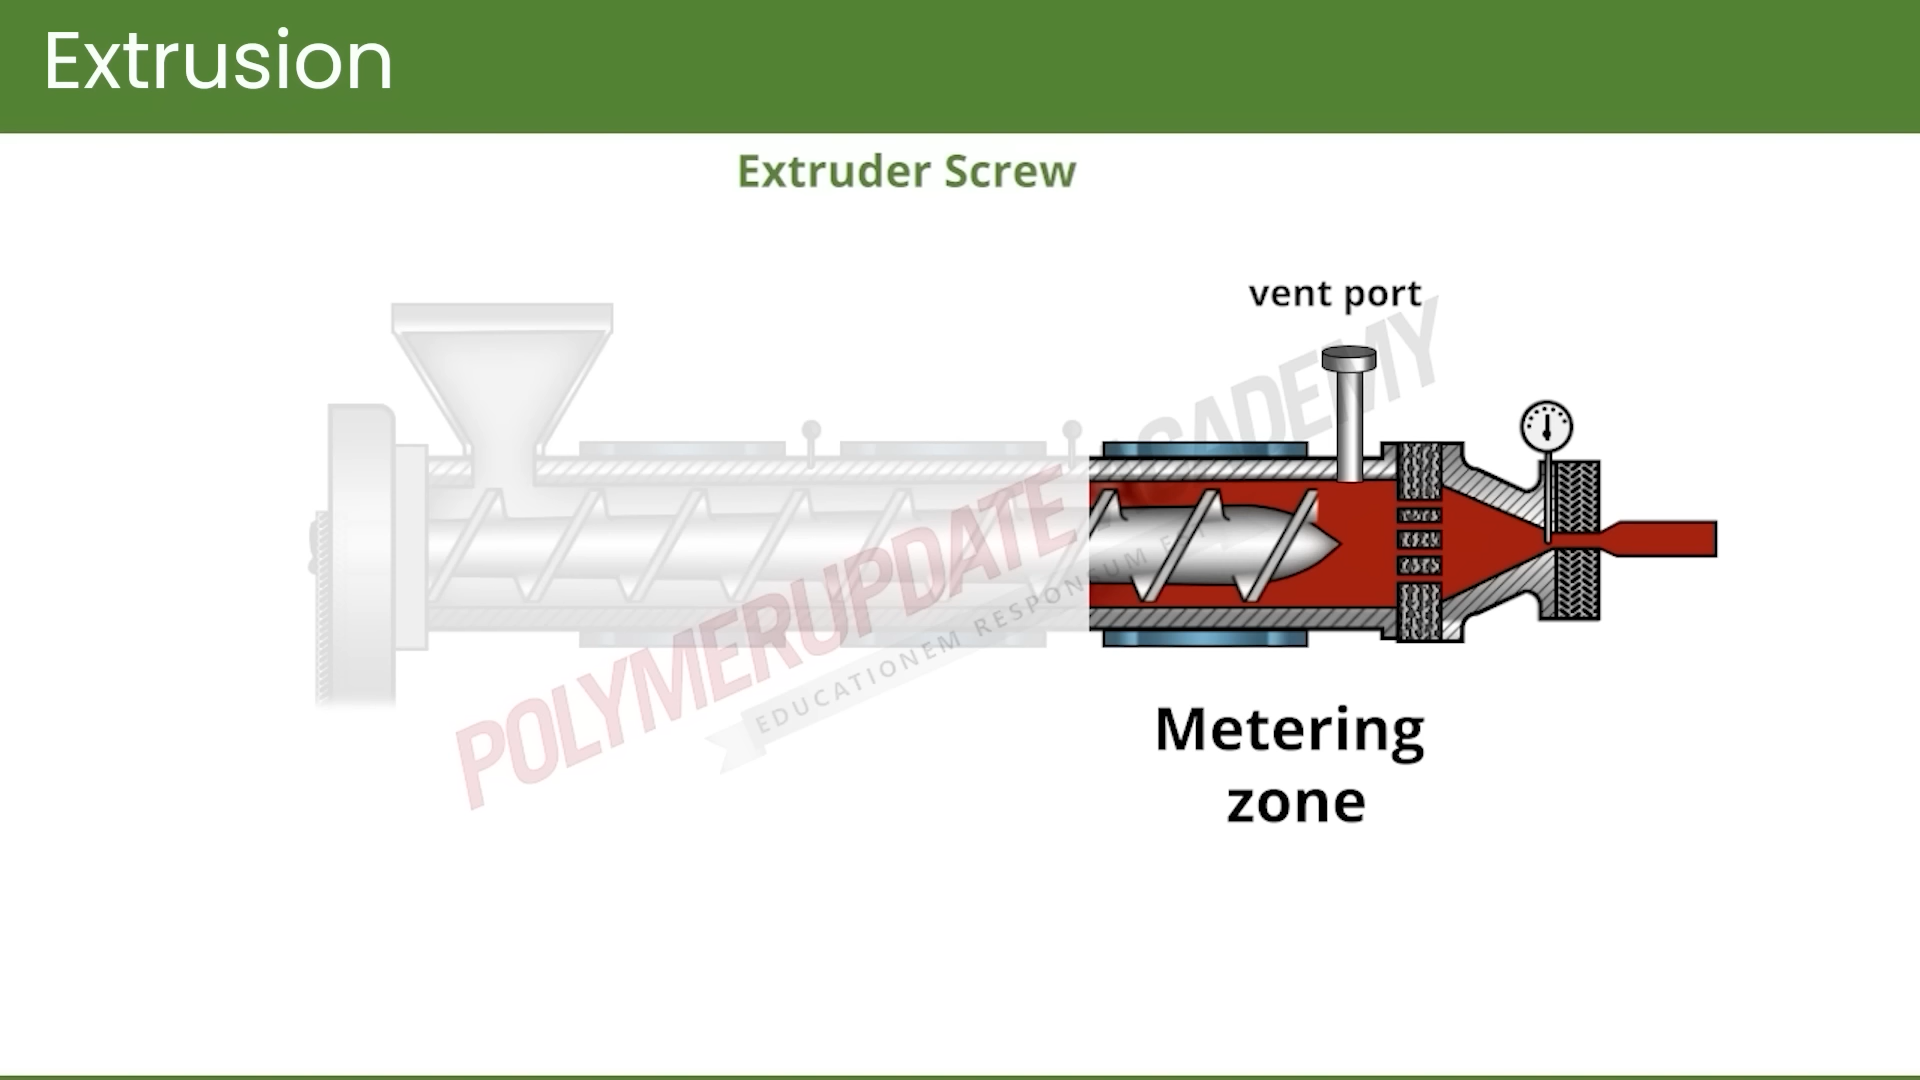 Extrusion
Extruder Screw
vent port
POLYMERUPDATE ACADEMY
EDUCATIONEM RESPONSUM
Metering
zone